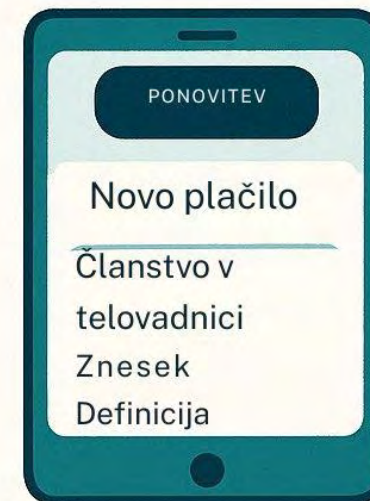 PONOVITEV
Novo plačilo
Članstvo v
telovadnici
Znesek
Definicija